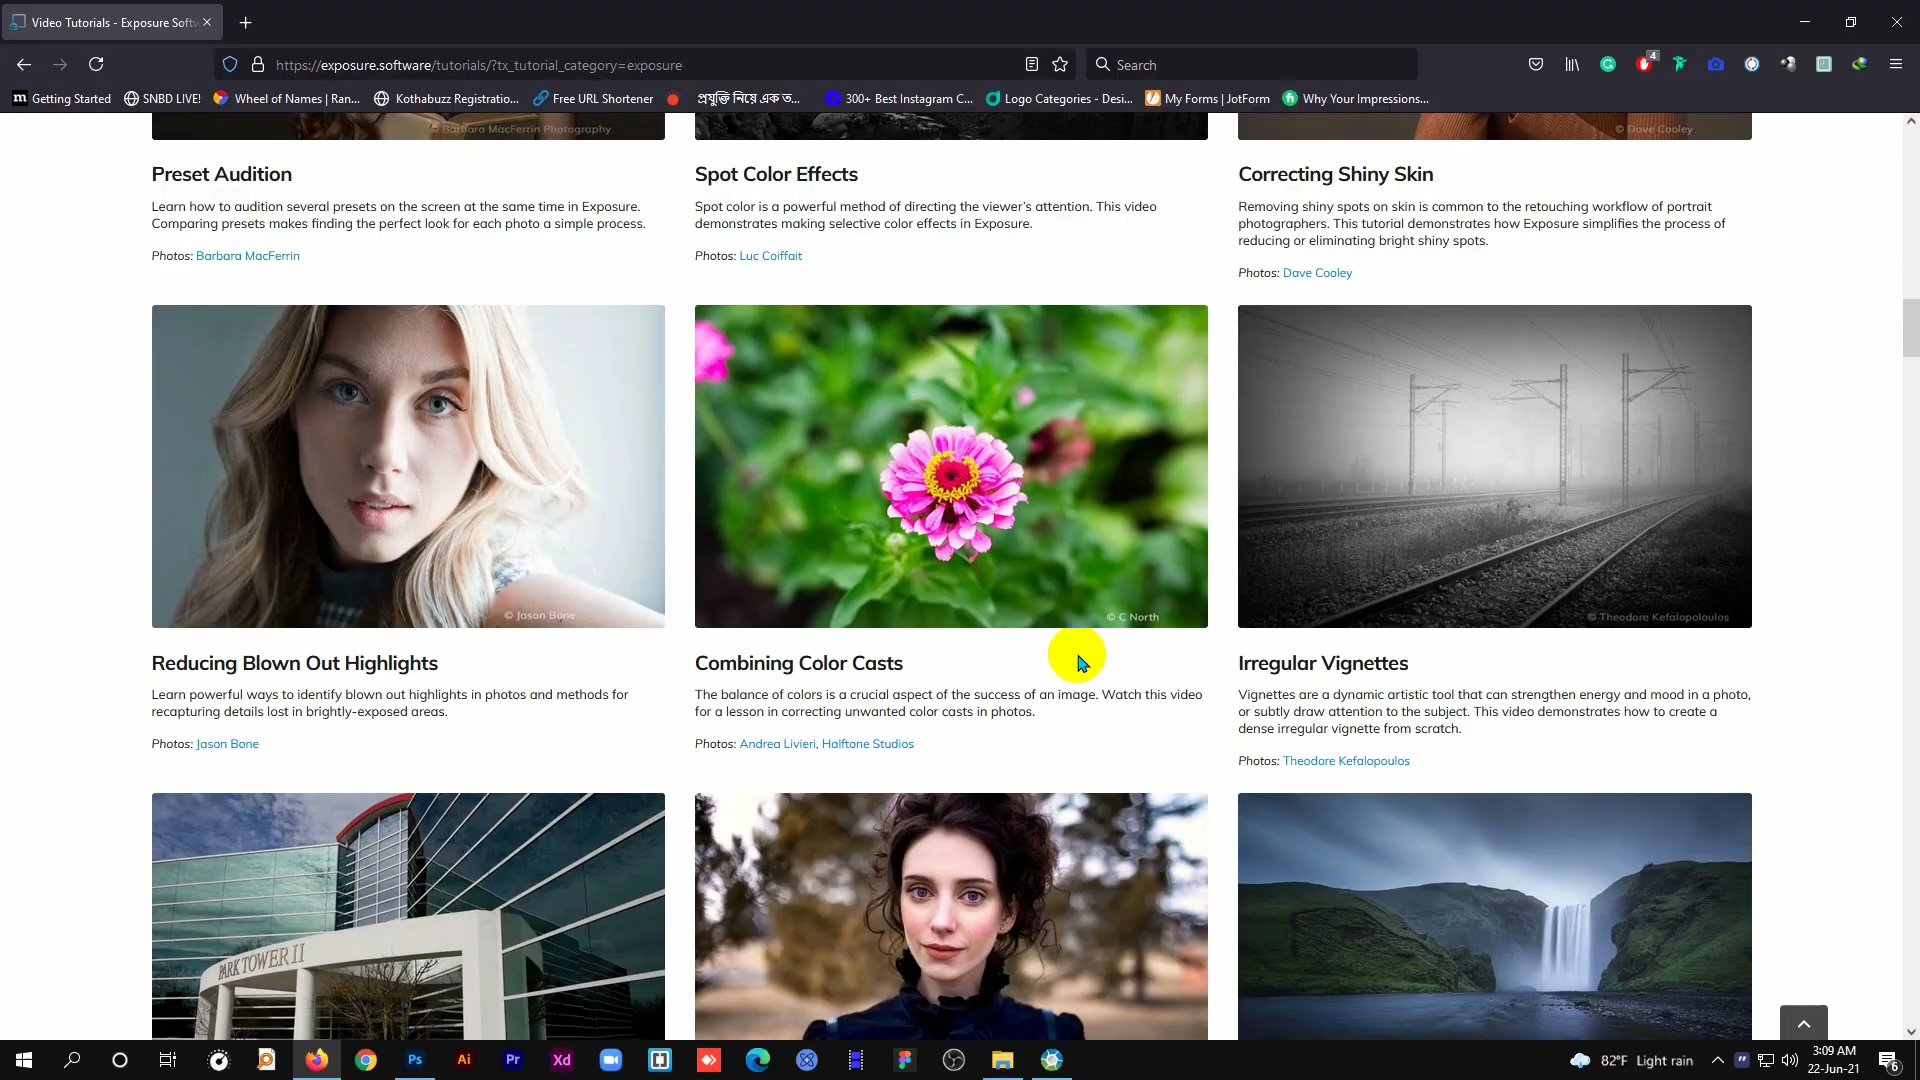 Video Tutorials - Exposure Softw
https://exposure.software/tutorials/?tx_tutorial_category=exposure
Search
4
Getting Started
SNBD LIVE!
Wheel of Names | Ran...
Kothabuzz Registratio...
Free URL Shortener
প্রযুক্তি নিয়ে এক ত...
300+ Best Instagram C...
Logo Categories - Desi...
My Forms | JotForm
Why Your Impressions...
© Barbara MacFerrin Photography
© Dave Cooley
Preset Audition
Learn how to audition several presets on the screen at the same time in Exposure.
Comparing presets makes finding the perfect look for each photo a simple process.
Photos: Barbara MacFerrin
Spot Color Effects
Spot color is a powerful method of directing the viewer's attention. This video
demonstrates making selective color effects in Exposure.
Photos: Luc Coiffait
Correcting Shiny Skin
Removing shiny spots on skin is common to the retouching workflow of portrait
photographers. This tutorial demonstrates how Exposure simplifies the process of
reducing or eliminating bright shiny spots.
Photos: Dave Cooley
© Jason Bone
© C North
© Theodore Kefalopoulos
Reducing Blown Out Highlights
Learn powerful ways to identify blown out highlights in photos and methods for
recapturing details lost in brightly-exposed areas.
Photos: Jason Bone
Combining Color Casts
The balance of colors is a crucial aspect of the success of an image. Watch this video
for a lesson in correcting unwanted color casts in photos.
Photos: Andrea Livieri, Halftone Studios
Irregular Vignettes
Vignettes are a dynamic artistic tool that can strengthen energy and mood in a photo,
or subtly draw attention to the subject. This video demonstrates how to create a
dense irregular vignette from scratch.
Photos: Theodore Kefalopoulos
PARK TOWER II
Ps
Ai
Pr
Xd
82°F Light rain
3:09 AM
22-Jun-21
6